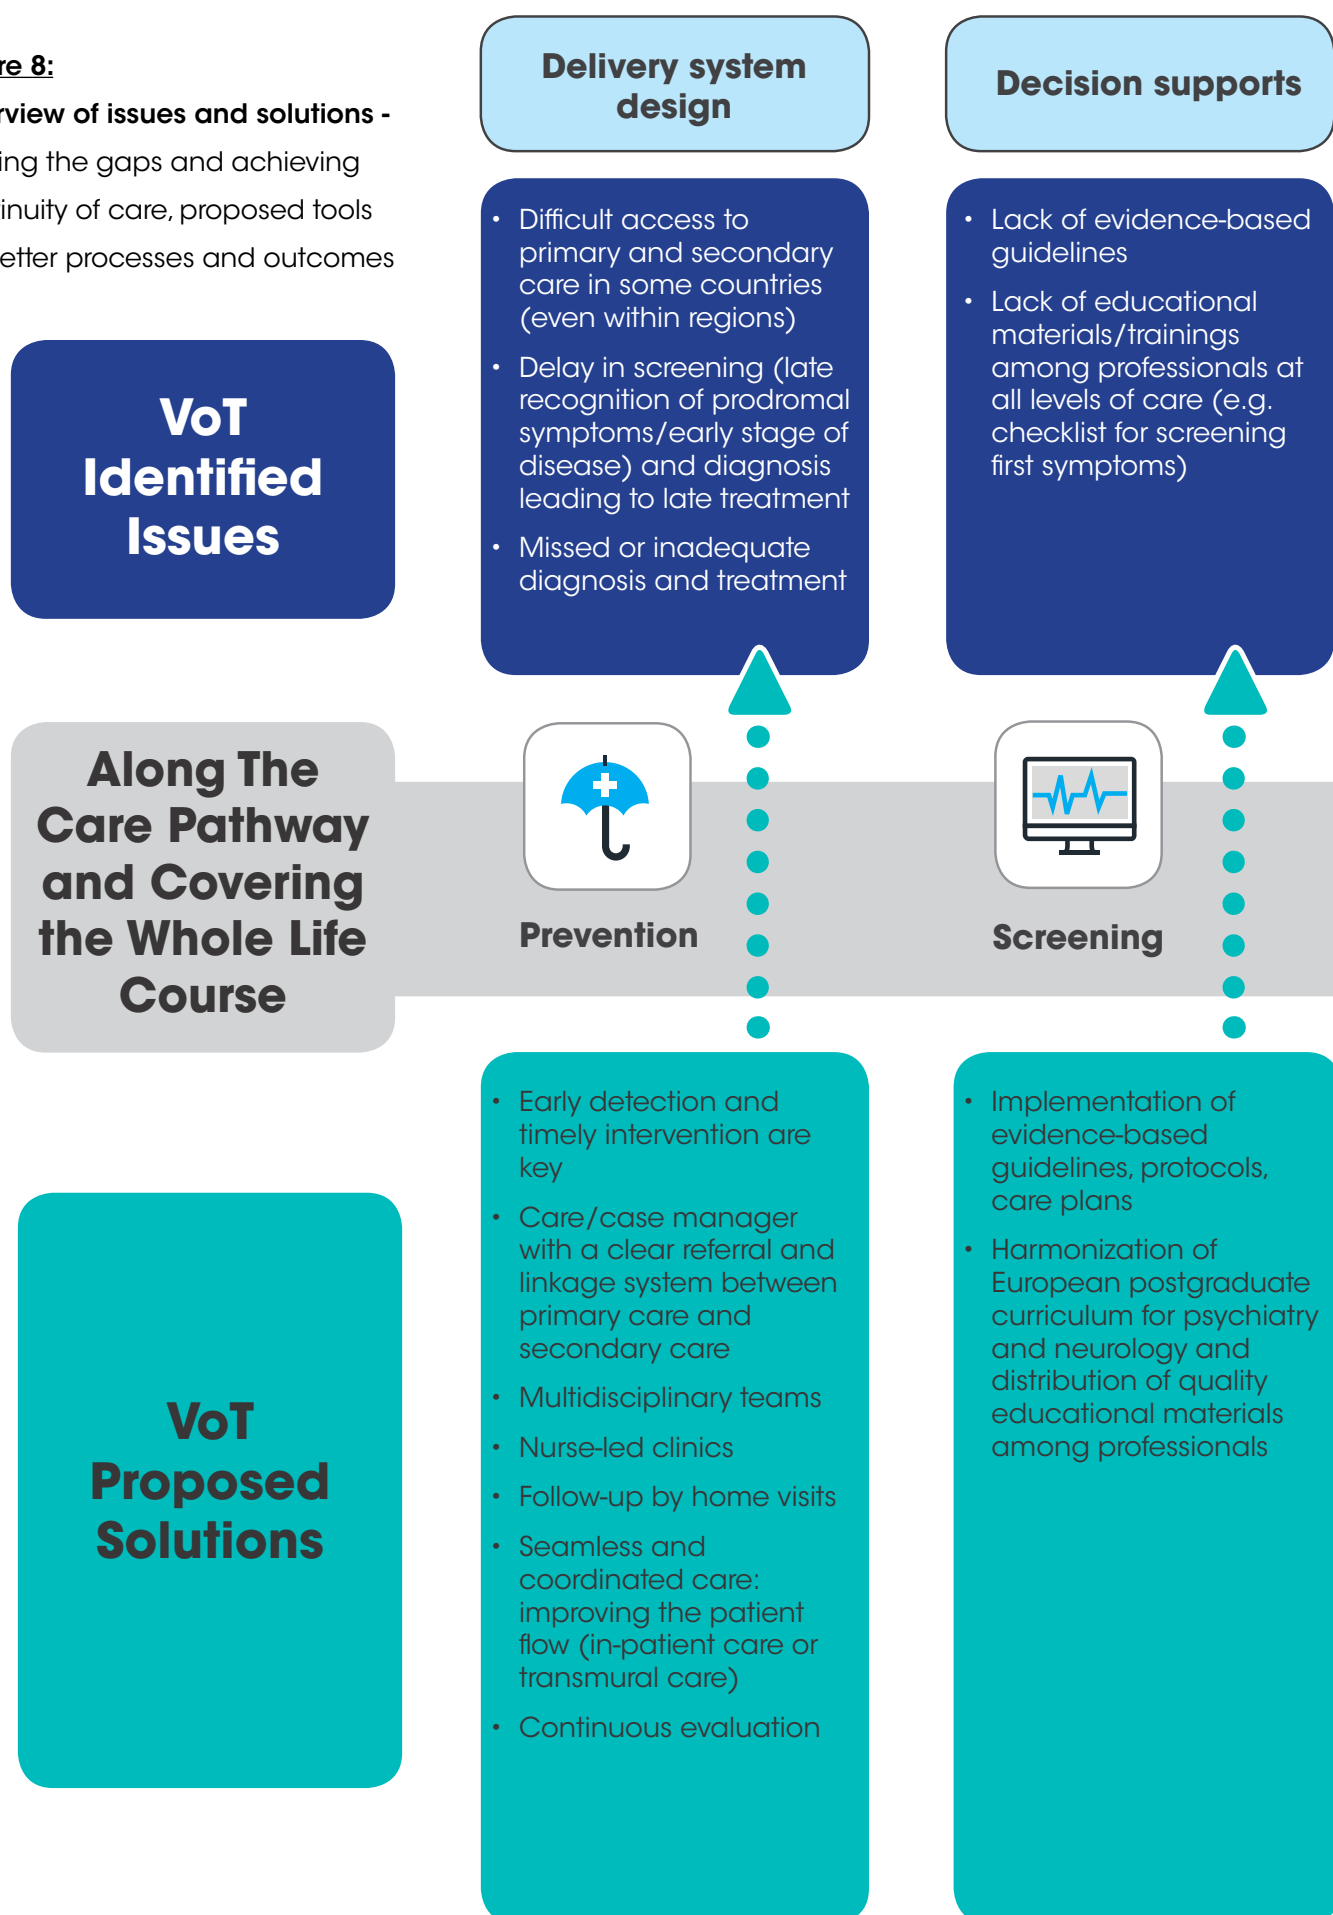 re 8:
rview of issues and solutions -
ing the gaps and achieving
tinuity of care, proposed tools
etter processes and outcomes
Delivery system
design
Decision supports
VoT
Identified
Issues
• Difficult access to
primary and secondary
care in some countries
(even within regions)
• Delay in screening (late
recognition of prodromal
symptoms/early stage of
disease) and diagnosis
leading to late treatment
• Missed or inadequate
diagnosis and treatment
• Lack of evidence-based
guidelines
• Lack of educational
materials/trainings
among professionals at
all levels of care (e.g.
checklist for screening
first symptoms)
Along The
Care Pathway
and Covering
the Whole Life
Course
Prevention
Screening
VoT
Proposed
Solutions
• Early detection and
timely intervention are
key
• Care/case manager
with a clear referral and
linkage system between
primary care and
secondary care
• Multidisciplinary teams
• Nurse-led clinics
• Follow-up by home visits
• Seamless and
coordinated care:
improving the patient
flow (in-patient care or
transmural care)
• Continuous evaluation
• Implementation of
evidence-based
guidelines, protocols,
care plans
• Harmonization of
European postgraduate
curriculum for psychiatry
and neurology and
distribution of quality
educational materials
among professionals